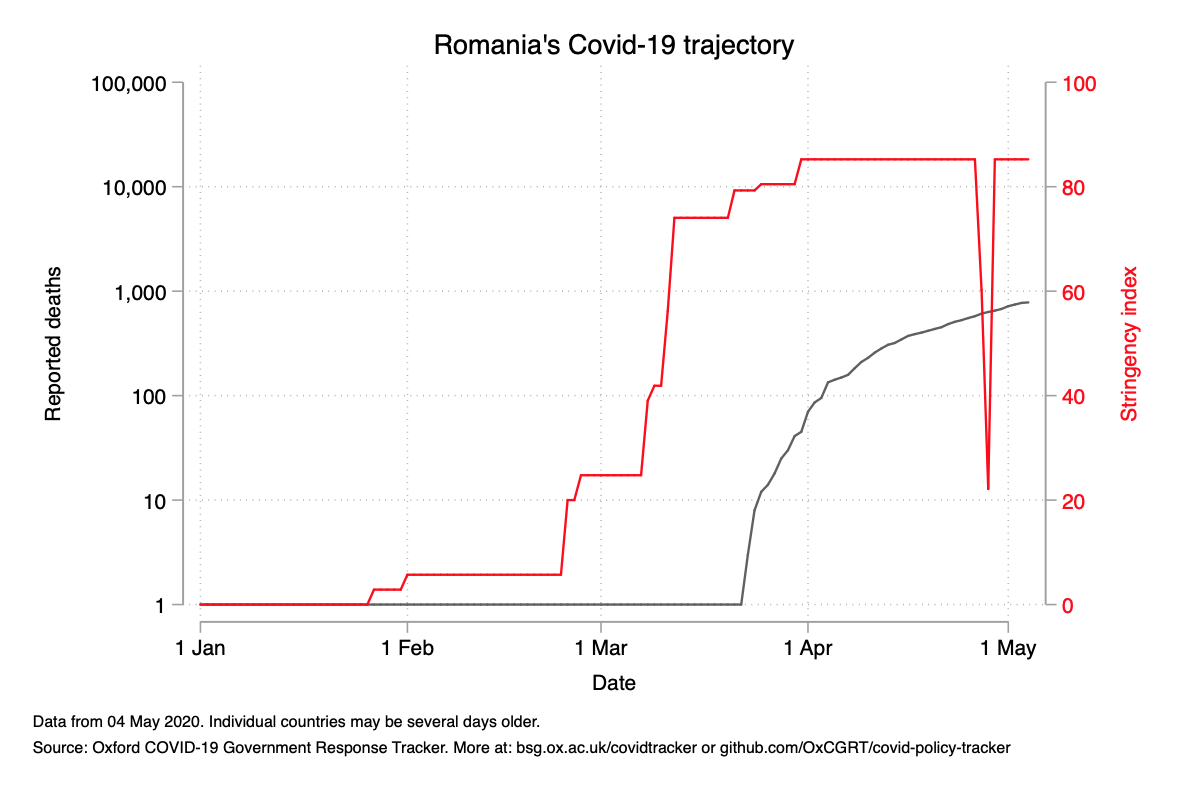 Romania's Covid-19 trajectory
100,000
10,000
1,000
100
10
1
Reported deaths
100
80
60
40
20
0
Stringency index
1 Jan
1 Feb
1 Mar
1 Apr
1 May
Date
Data from 04 May 2020. Individual countries may be several days older.
Source: Oxford COVID-19 Government Response Tracker. More at: bsg.ox.ac.uk/covidtracker or github.com/OxCGRT/covid-policy-tracker